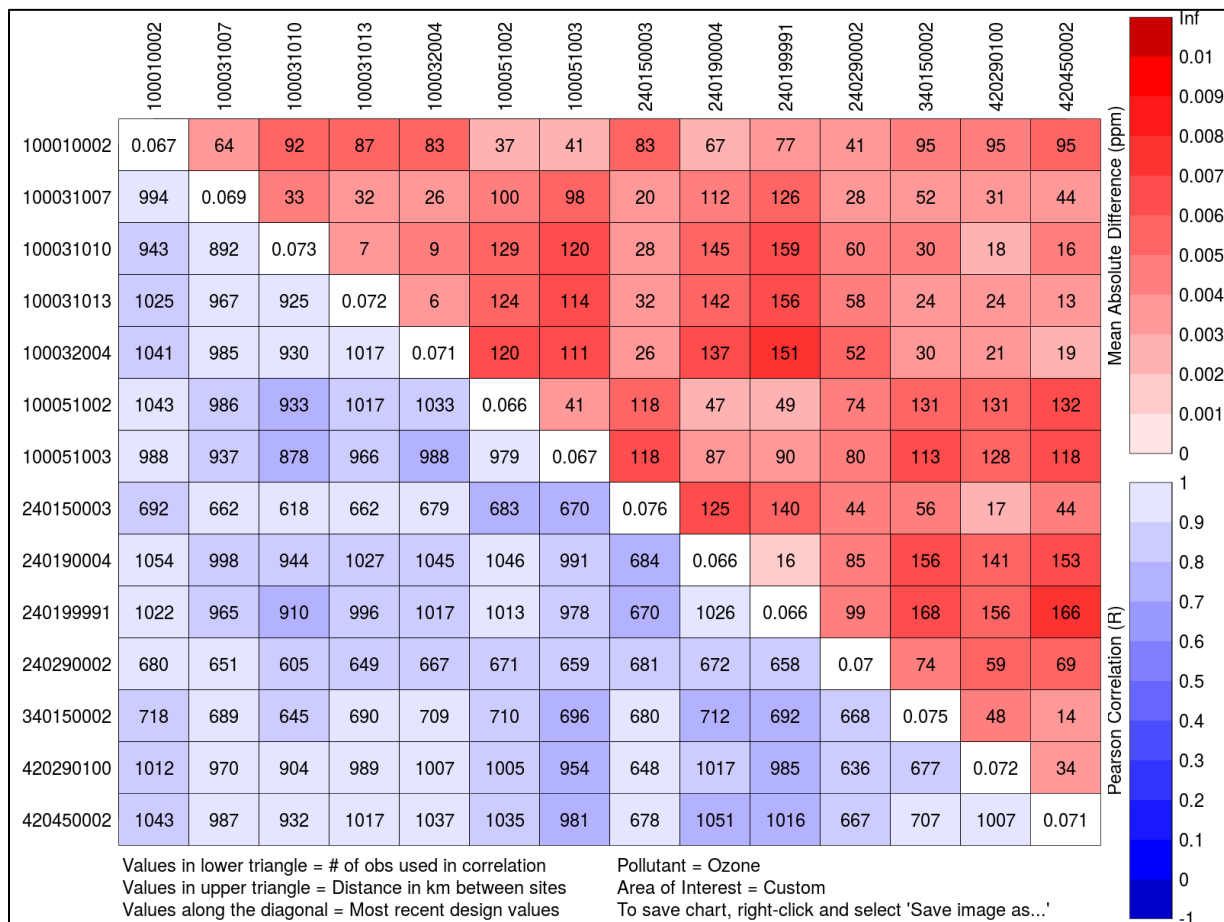 100010002 100031007 100031010 100031013 100032004 100051002 100051003 240150003 240190004 240199991 240290002 340150002 420290100 420450002
100010002 0.067 64 92 87 83 37 41 83 67 77 41 95 95 95
100031007 994 0.069 33 32 26 100 98 20 112 126 28 52 31 44
100031010 943 892 0.073 7 9 129 120 28 145 159 60 30 18 16
100031013 1025 967 925 0.072 6 124 114 32 142 156 58 24 24 13
100032004 1041 985 930 1017 0.071 120 111 26 137 151 52 30 21 19
100051002 1043 986 933 1017 1033 0.066 41 118 47 49 74 131 131 132
100051003 988 937 878 966 988 979 0.067 118 87 90 80 113 128 118
240150003 692 662 618 662 679 683 670 0.076 125 140 44 56 17 44
240190004 1054 998 944 1027 1045 1046 991 684 0.066 16 85 156 141 153
240199991 1022 965 910 996 1017 1013 978 670 1026 0.066 99 168 156 166
240290002 680 651 605 649 667 671 659 681 672 658 0.07 74 59 69
340150002 718 689 645 690 709 710 696 680 712 692 668 0.075 48 14
420290100 1012 970 904 989 1007 1005 954 648 1017 985 636 677 0.072 34
420450002 1043 987 932 1017 1037 1035 981 678 1051 1016 667 707 1007 0.071
Mean Absolute Difference (ppm)
Inf
0.01
0.009
0.008
0.007
0.006
0.005
0.004
0.003
0.002
0.001
0
Pearson Correlation (R)
1
0.9
0.8
0.7
0.6
0.5
0.4
0.3
0.2
0.1
0
-1
Values in lower triangle = # of obs used in correlation
Values in upper triangle = Distance in km between sites
Values along the diagonal = Most recent design values
Pollutant = Ozone
Area of Interest = Custom
To save chart, right-click and select 'Save image as...'